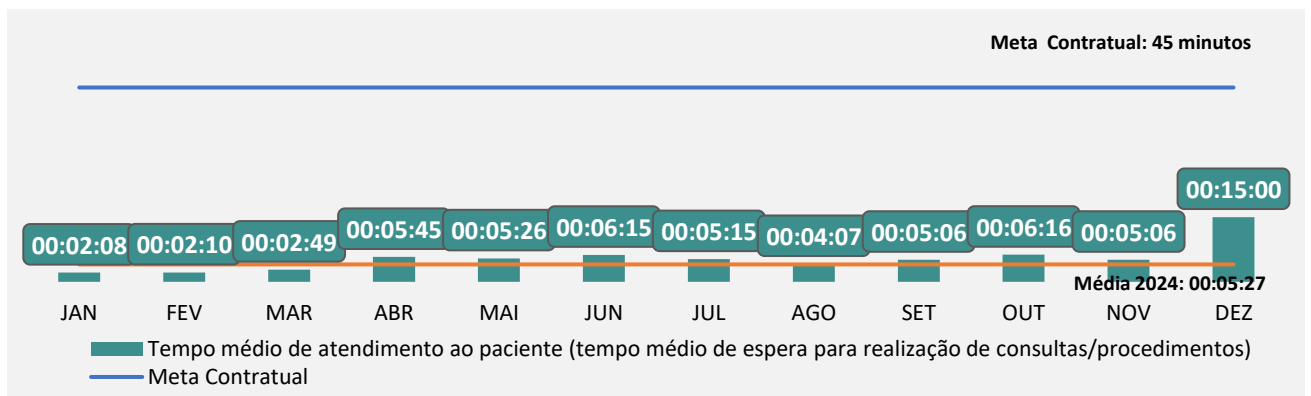 Meta Contratual: 45 minutos
00:02:08 00:02:10 00:02:49 00:05:45 00:05:26 00:06:15 00:05:15 00:04:07 00:05:06 00:06:16 00:05:06 00:15:00
Média 2024: 00:05:27
JAN FEV MAR ABR MAI JUN JUL AGO SET OUT NOV DEZ
Tempo médio de atendimento ao paciente (tempo médio de espera para realização de consultas/procedimentos)
Meta Contratual